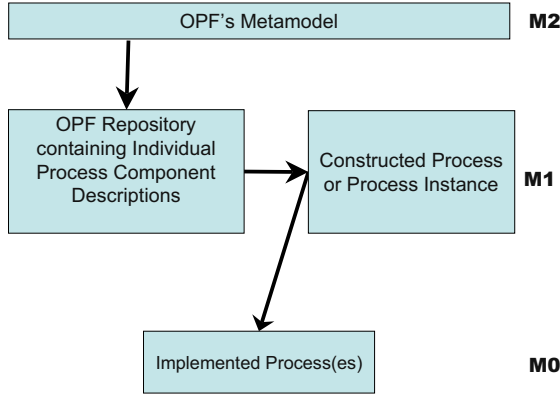 OPF's Metamodel
M2
OPF Repository
containing Individual
Process Component
Descriptions
Constructed Process
or Process Instance
M1
Implemented Process(es)
M0